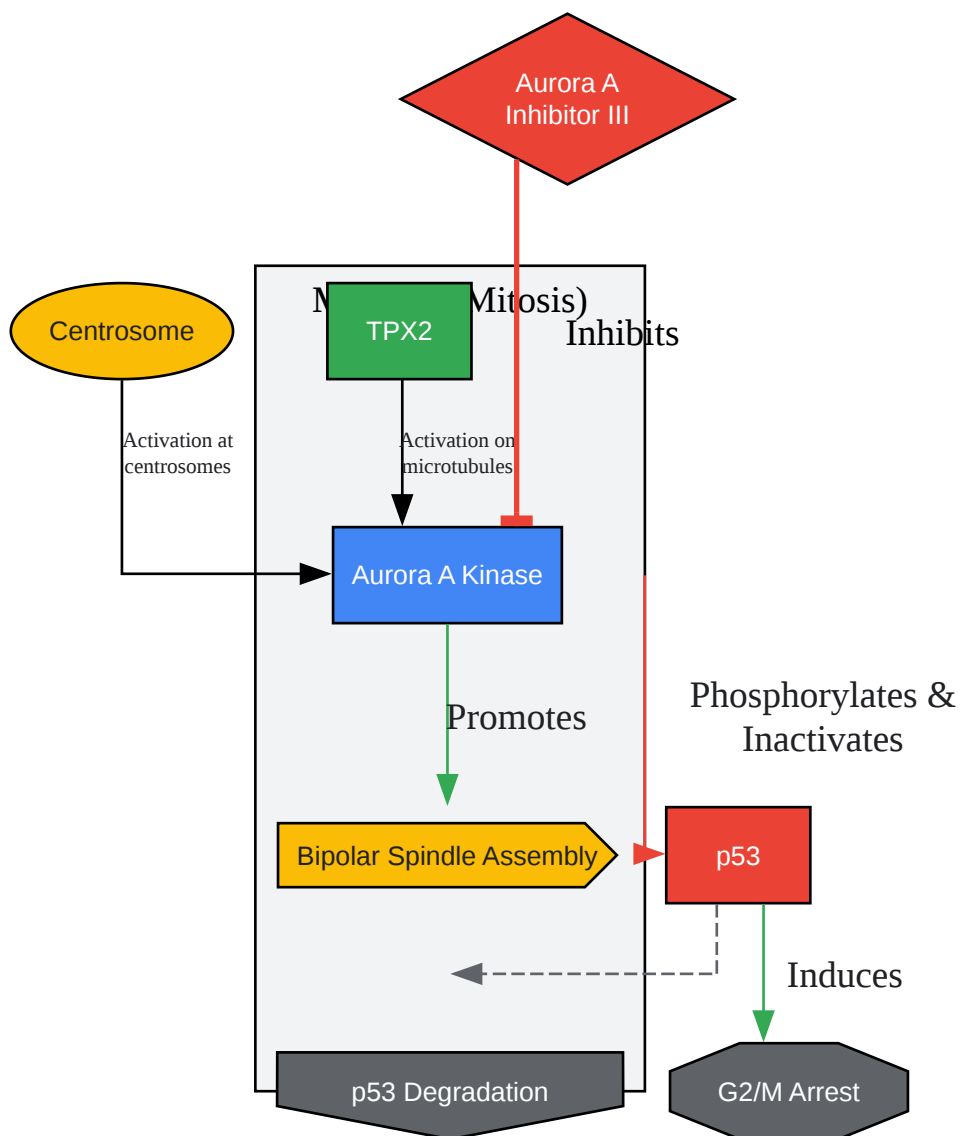 Aurora A
Inhibitor III
Mitosis)
TPX2
Centrosome
Inhibits
Activation at
centrosomes
Activation on
microtubules
Aurora A Kinase
Phosphorylates &
Inactivates
Promotes
Bipolar Spindle Assembly
p53
Induces
p53 Degradation
G2/M Arrest